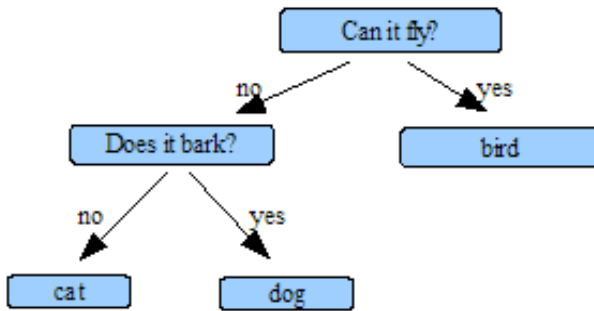 Can it fly?
no
yes
Does it bark?
bird
no
yes
cat
dog